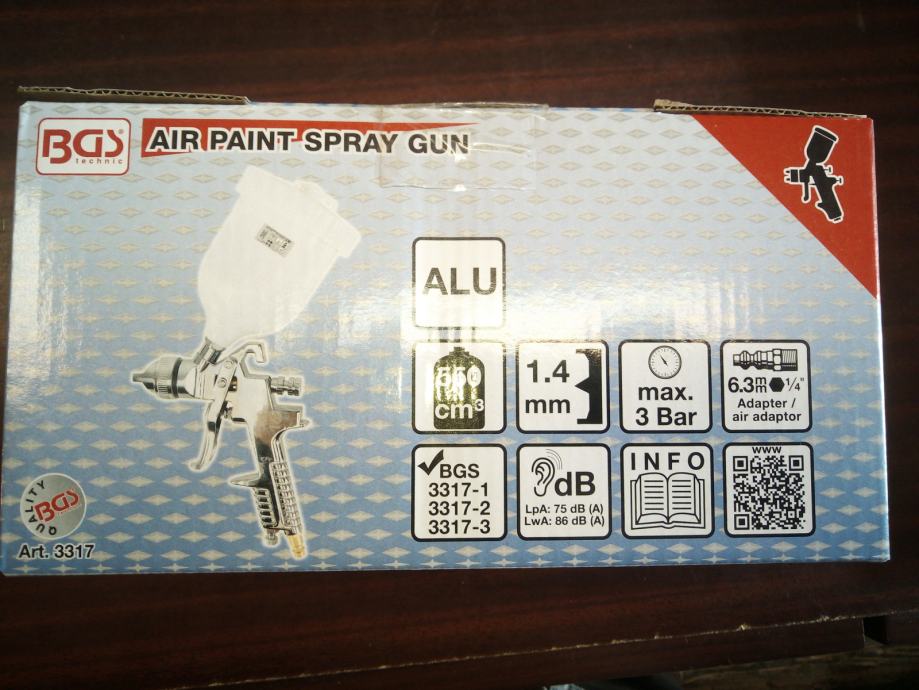 BGS®
technic
AIR PAINT SPRAY GUN
ALU
550
cm³
1.4
mm
max.
3 Bar
6.3mm 1/4"
Adapter /
air adaptor
BGS
3317-1
3317-2
3317-3
dB
LpA: 75 dB (A)
LwA: 86 dB (A)
INFO
www
QUALITY
BGS
Art. 3317